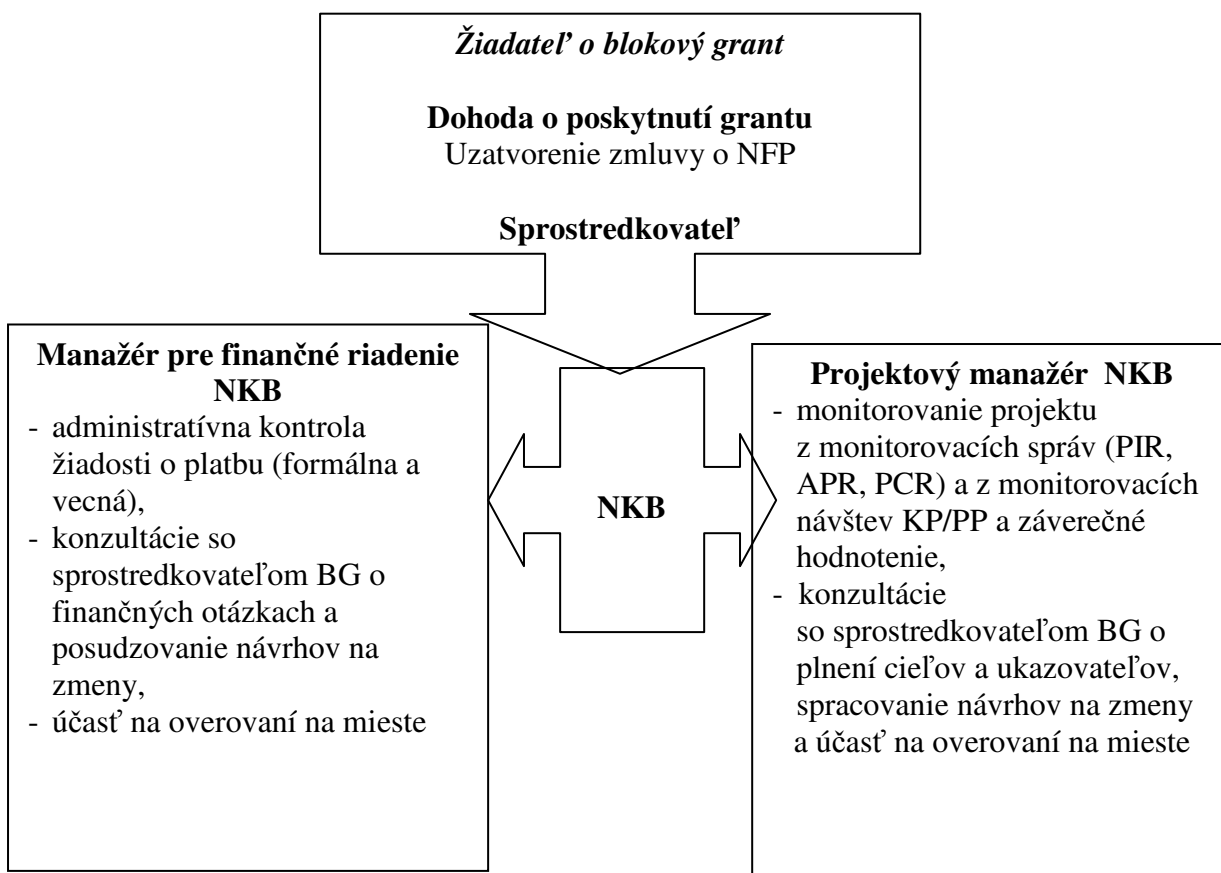 Žiadateľ o blokový grant
Dohoda o poskytnutí grantu
Uzatvorenie zmluvy o NFP
Sprostredkovateľ
Manažér pre finančné riadenie
NKB
- administratívna kontrola
žiadosti o platbu (formálna a
vecná),
- konzultácie so
sprostredkovateľom BG o
finančných otázkach a
posudzovanie návrhov na
zmeny,
- účasť na overovaní na mieste
NKB
Projektový manažér NKB
- monitorovanie projektu
z monitorovacích správ (PIR,
APR, PCR) a z monitorovacích
návštev KP/PP a záverečné
hodnotenie,
- konzultácie
so sprostredkovateľom BG o
plnení cieľov a ukazovateľov,
spracovanie návrhov na zmeny
a účasť na overovaní na mieste